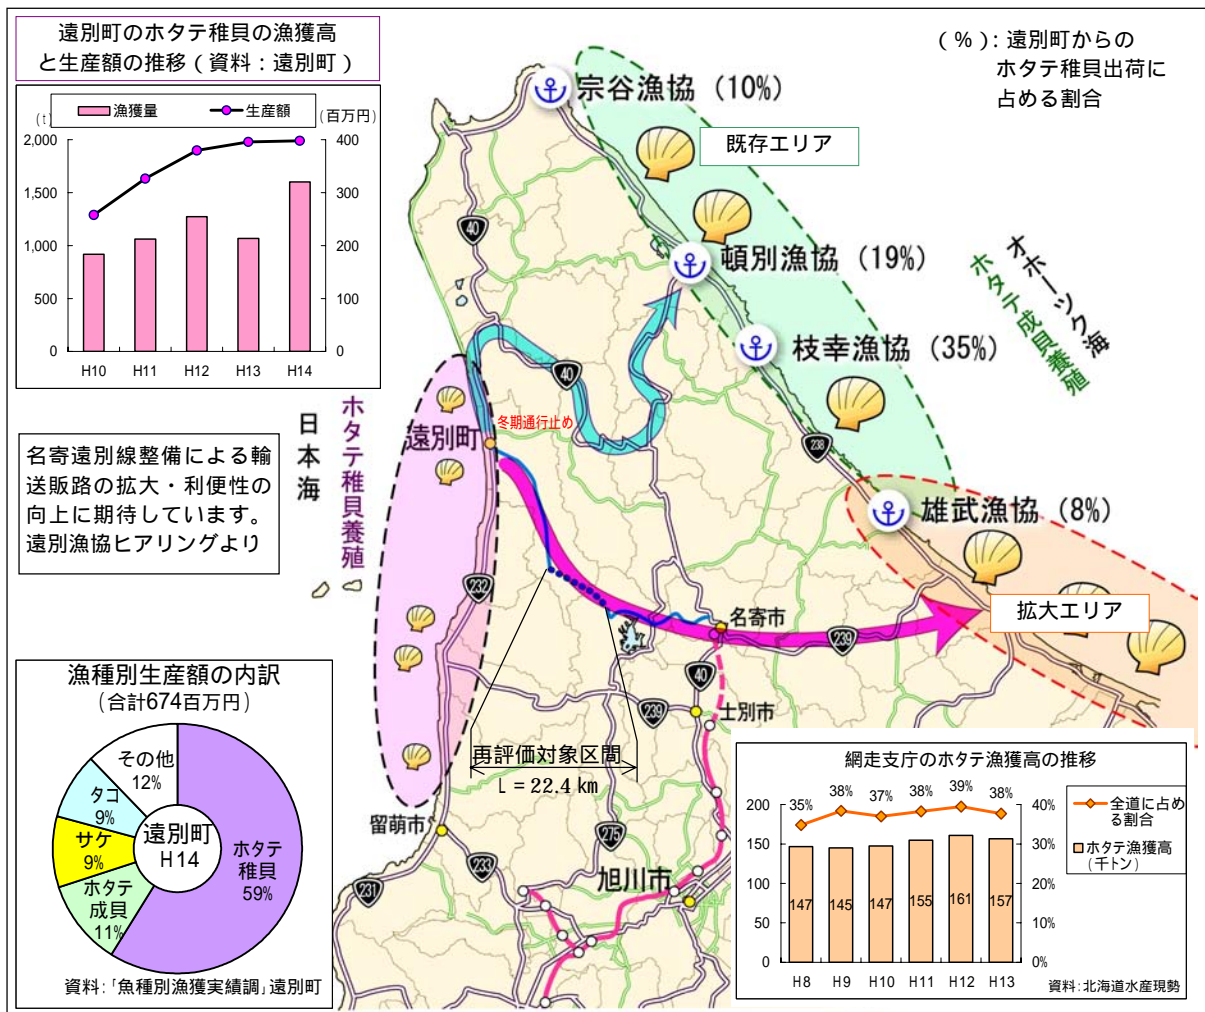 遠別町のホタテ稚貝の漁獲高
と生産額の推移（資料：遠別町）
(t)
漁獲量
生産額
(百万円)
2,000
1,500
1,000
500
0
400
300
200
100
0
H10
H11
H12
H13
H14
(％)：遠別町からの
ホタテ稚貝出荷に
占める割合
宗谷漁協 (10%)
既存エリア
40
頓別漁協 (19%)
オホーツク海
ホタテ成貝養殖
枝幸漁協 (35%)
40
冬期通行止め
遠別町
238
日本海
ホタテ稚貝養殖
名寄遠別線整備による輸
送販路の拡大・利便性の
向上に期待しています。
遠別漁協ヒアリングより
雄武漁協 (8%)
232
拡大エリア
名寄市
239
40
239
士別市
再評価対象区間
L = 22.4 km
留萌市
275
233
231
旭川市
漁種別生産額の内訳
(合計674百万円)
その他
12%
タコ
9%
サケ
9%
ホタテ
成貝
11%
遠別町
H14
ホタテ
稚貝
59%
資料：「魚種別漁獲実績調」遠別町
網走支庁のホタテ漁獲高の推移
200
150
100
50
0
35%
38%
37%
38%
39%
38%
147
145
147
155
161
157
40%
30%
20%
10%
0%
H8
H9
H10
H11
H12
H13
全道に占め
る割合
ホタテ漁獲高
(千トン)
資料：北海道水産現勢